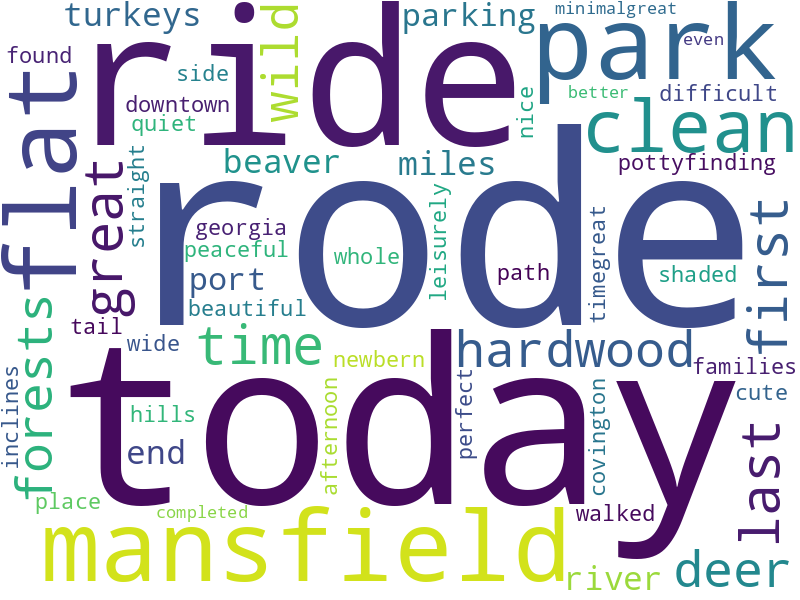 turkeys
ride
wild
parking
minimalgreat
park
even
found
side
flat
downtown
quiet
nice
better
difficult
clean
straight
great
beaver
miles
pottyfinding
rode
georgia
peaceful
whole
leisurely
path
timegreat
shaded
first
port
beautiful
forests
tail
wide
time
newbern
hardwood
families
inclines
today
hills
end
afternoon
perfect
covington
cute
last
place
completed
mansfield
walked
river
deer